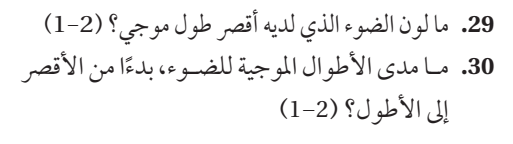 29. ما لون الضوء الذي لديه أقصر طول موجي؟ (2-1)
30. مـا مدى الأطوال الموجية للضـوء، بدءًا من الأقصر
إلى الأطول؟ (2-1)